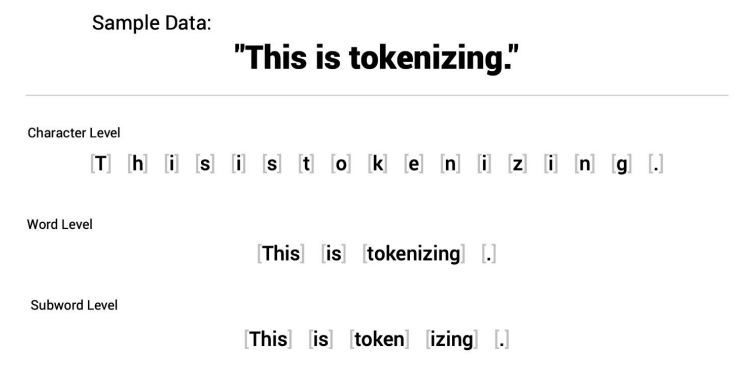 Sample Data:
"This is tokenizing."
Character Level
[T] [h] [i] [s] [i] [s] [t] [o] [k] [e] [n] [i] [z] [i] [n] [g] [.]
Word Level
[This] [is] [tokenizing] [.]
Subword Level
[This] [is] [token] [izing] [.]